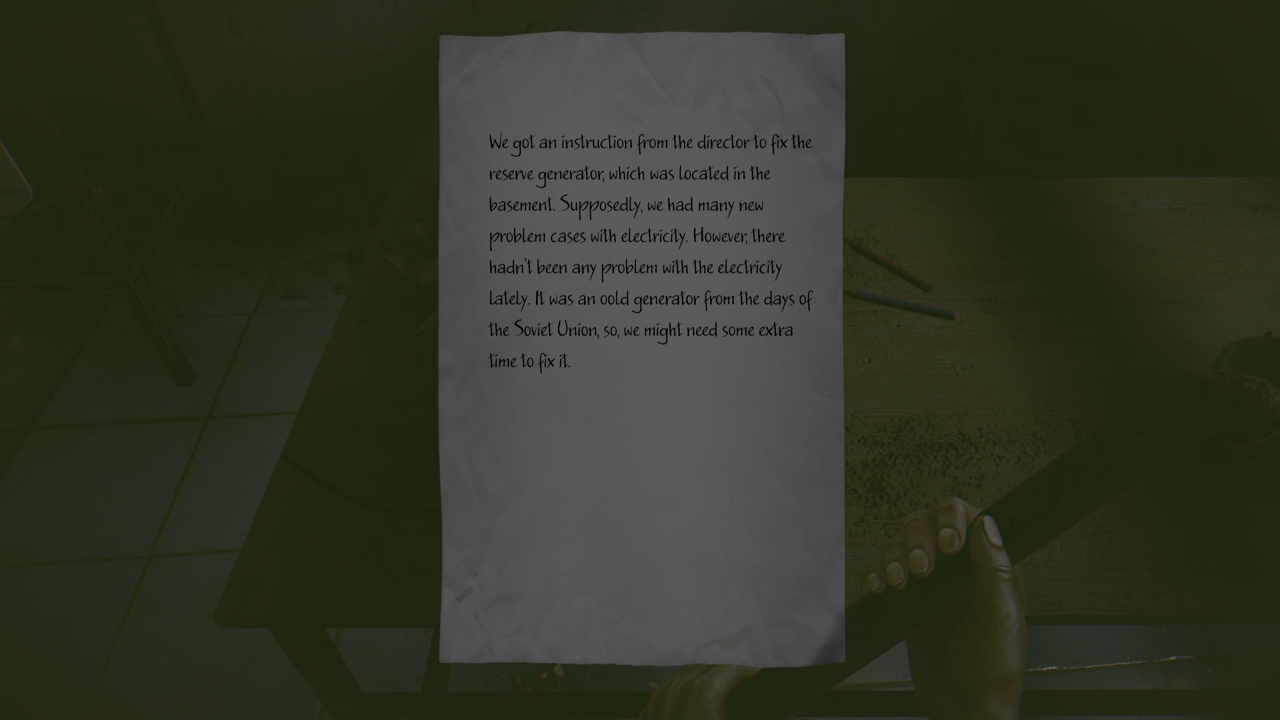 We got an instruction from the director to fix the
reserve generator, which was located in the
basement. Supposedly, we had many new
problem cases with electricity. However, there
hadn't been any problem with the electricity
lately. It was an oold generator from the days of
the Soviet Union, so, we might need some extra
time to fix it.